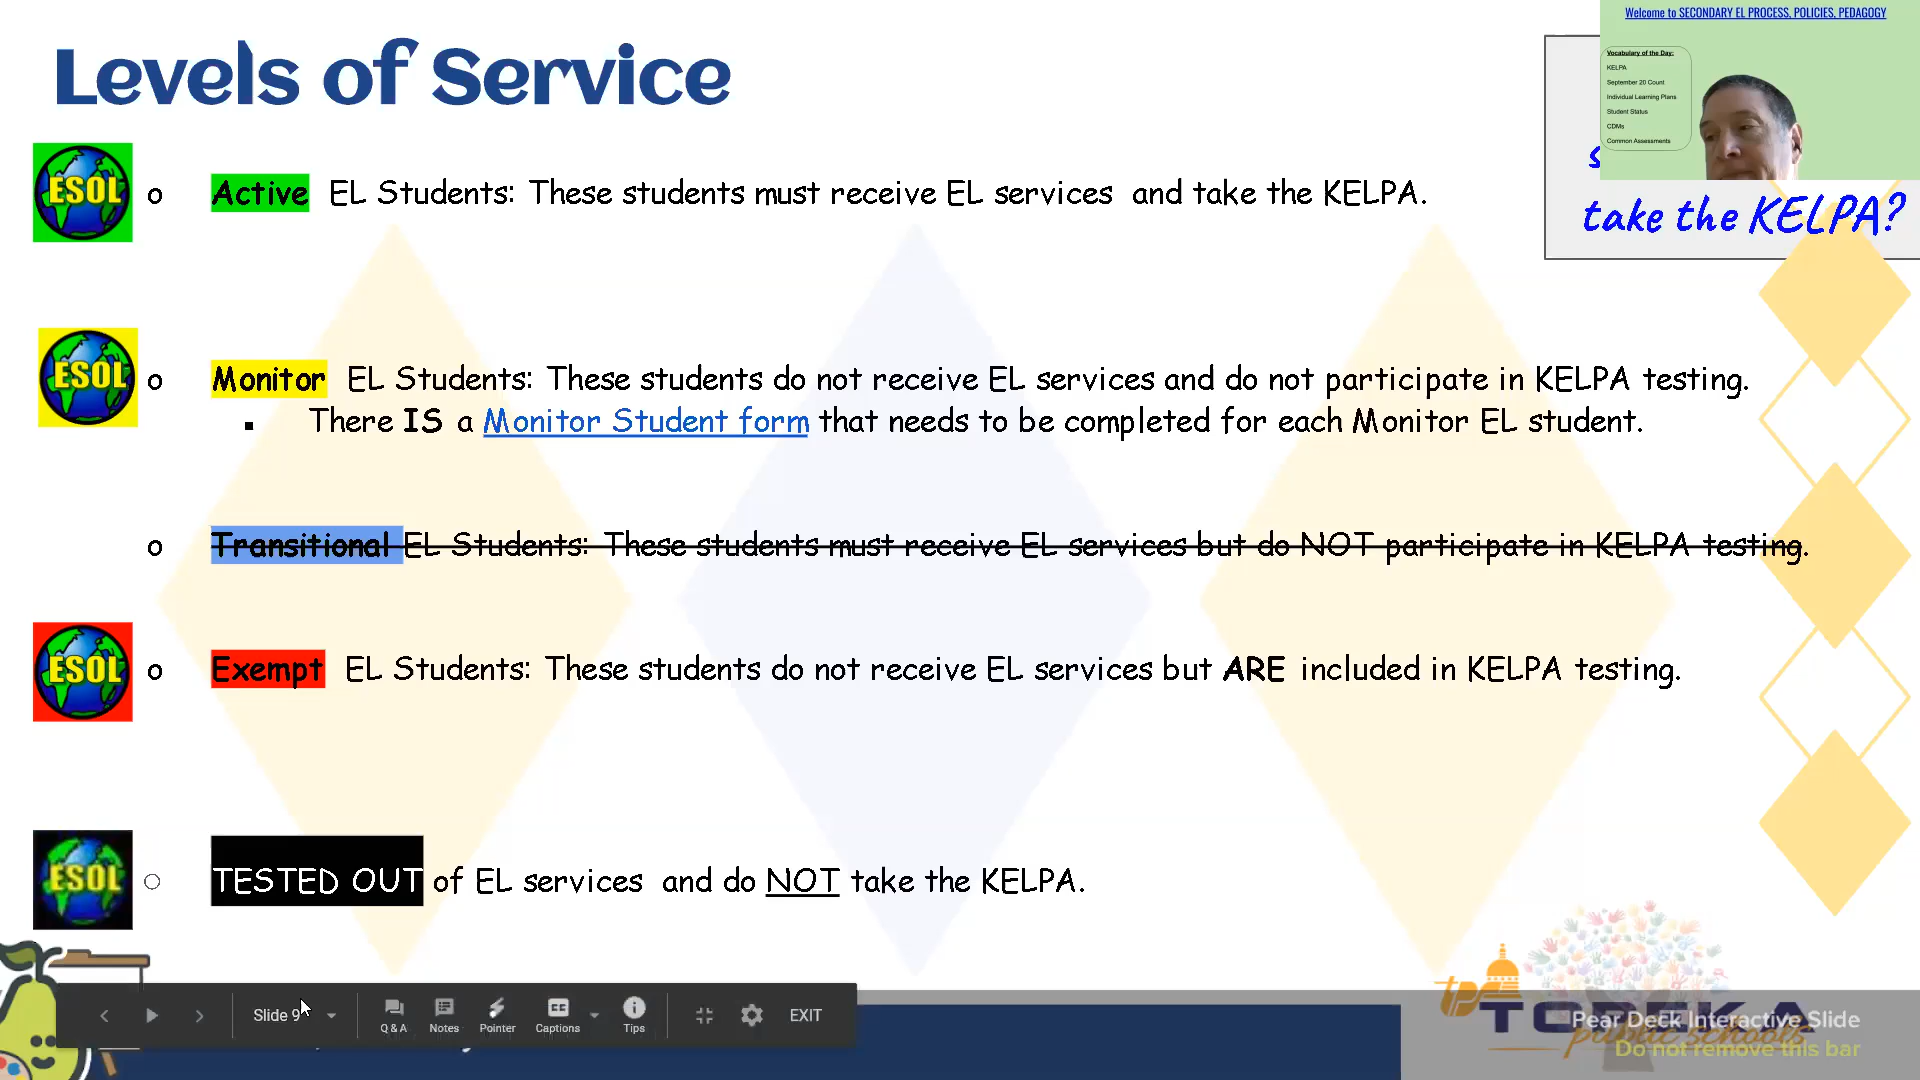 Levels of Service
Welcome to SECONDARY EL PROCESS, POLICIES, PEDAGOGY
Vocabulary of the Day:
KELPA
September 20 Count
Individual Learning Plans
Student Status
CDMs
Common Assessments
take the KELPA?
ESOL
o Active EL Students: These students must receive EL services and take the KELPA.
ESOL
o Monitor EL Students: These students do not receive EL services and do not participate in KELPA testing.
▪ There IS a Monitor Student form that needs to be completed for each Monitor EL student.
o Transitional EL Students: These students must receive EL services but do NOT participate in KELPA testing.
ESOL
o Exempt EL Students: These students do not receive EL services but ARE included in KELPA testing.
ESOL
○ TESTED OUT of EL services and do NOT take the KELPA.
Slide 9
Q & A
Notes
Pointer
CC
Captions
Tips
EXIT
tps
TOPEKA
public schools
Pear Deck Interactive Slide
Do not remove this bar